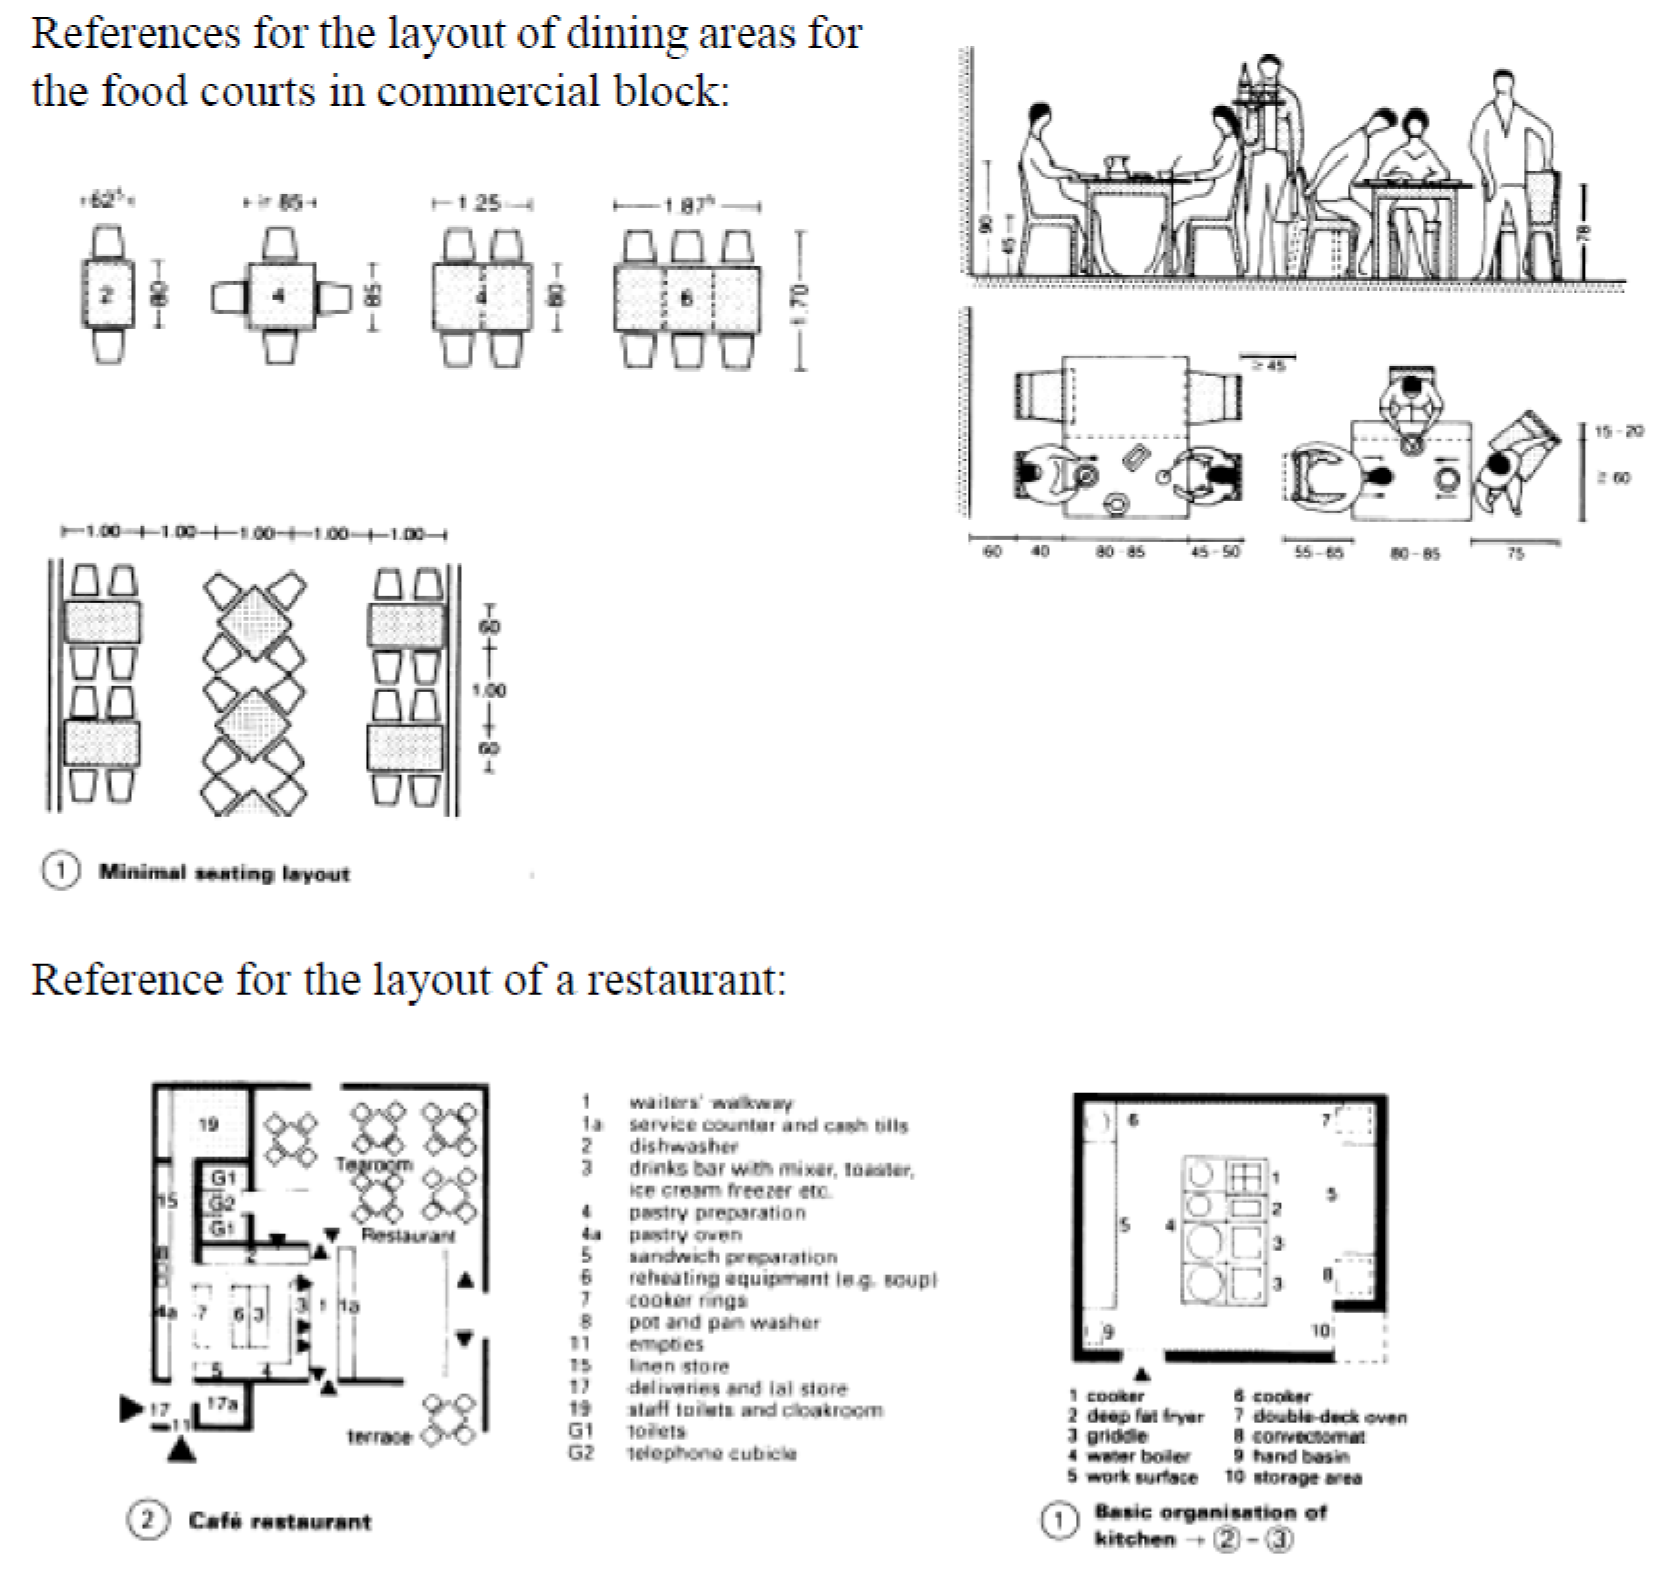 References for the layout of dining areas for
the food courts in commercial block:
62⁵
≥ 85
1.25
1.87⁵
2
80
4
85
4
80
6
1.70
90
45
78
≥ 45
15 - 20
≥ 60
60
40
80 - 85
45 - 50
55 - 65
80 - 85
75
1.00
1.00
1.00
1.00
1.00
60
1.00
60
1 Minimal seating layout
Reference for the layout of a restaurant:
19
Tearoom
G1
15
G2
G1
Restaurant
8
2
4a
7
6
3
3
1
1a
5
4
17
17a
11
terrace
2 Café restaurant
1 waiters' walkway
1a service counter and cash tills
2 dishwasher
3 drinks bar with mixer, toaster,
ice cream freezer etc.
4 pastry preparation
4a pastry oven
5 sandwich preparation
6 reheating equipment (e.g. soup)
7 cooker rings
8 pot and pan washer
11 empties
15 linen store
17 deliveries and (a) store
19 staff toilets and cloakroom
G1 toilets
G2 telephone cubicle
6
7
1
5
2
5
4
3
8
3
9
10
1 cooker
2 deep fat fryer
3 griddle
4 water boiler
5 work surface
6 cooker
7 double-deck oven
8 convectomat
9 hand basin
10 storage area
1 Basic organisation of
kitchen → 2 - 3